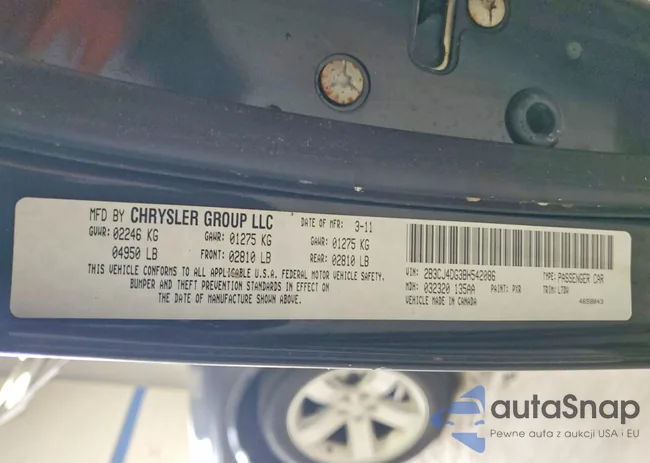 MFD BY CHRYSLER GROUP LLC DATE OF MFR: 3-11
GVWR: 02246 KG GAWR: 01275 KG GAWR: 01275 KG
04950 LB FRONT: 02810 LB REAR: 02810 LB
THIS VEHICLE CONFORMS TO ALL APPLICABLE U.S.A. FEDERAL MOTOR VEHICLE SAFETY,
BUMPER AND THEFT PREVENTION STANDARDS IN EFFECT ON
THE DATE OF MANUFACTURE SHOWN ABOVE.
VIN: 2B3CJ4DG3BH542086 TYPE: PASSENGER CAR
MDH: 032320 135AA PAINT: PXR TRIM: LTDV
VEHICLE MADE IN CANADA 4658043
autoSnap
Pewne auta z aukcji USA i EU